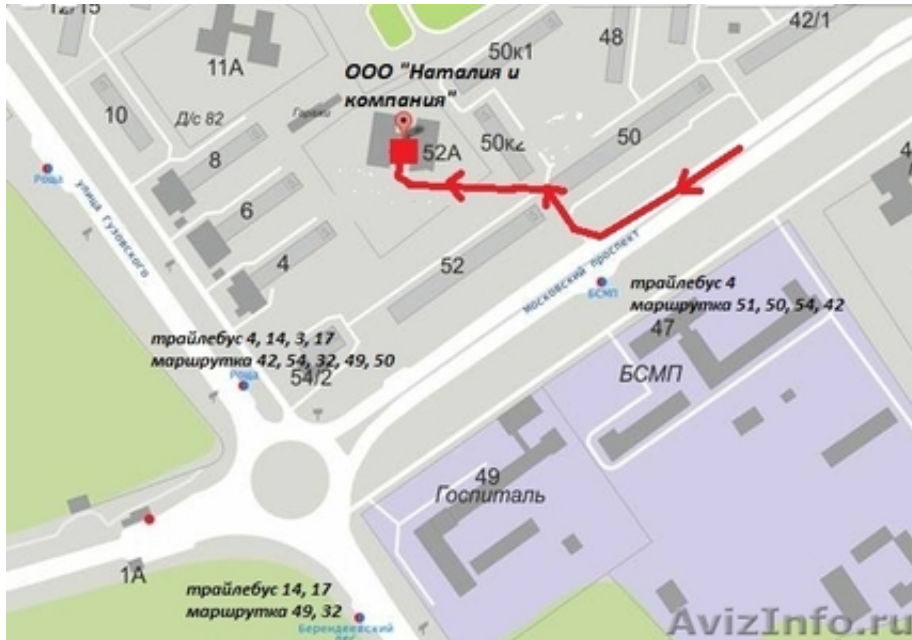 12/15
42/1
50к1
48
11А
ООО "Наталия и
компания"
10
Д/с 82
Гаражи
50
8
52А
50к2
Роща
улица Гузовского
6
4
52
московский проспект
БСМП
трайлебус 4
маршрутка 51, 50, 54, 42
47
трайлебус 4, 14, 3, 17
маршрутка 42, 54, 32, 49, 50
Роща
54/2
БСМП
49
Госпиталь
1А
трайлебус 14, 17
маршрутка 49, 32
Берендеевский
AvizInfo.ru